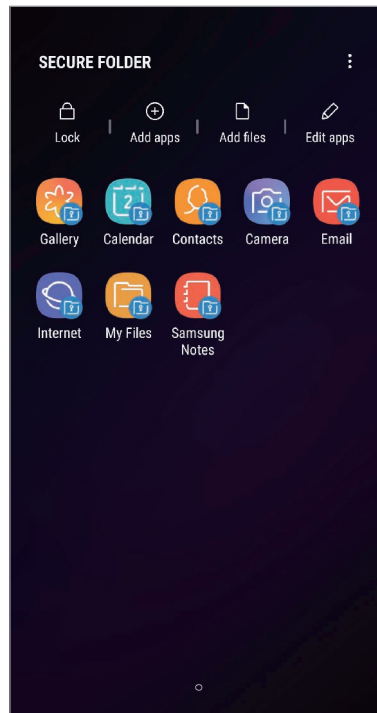 SECURE FOLDER
Lock Add apps Add files Edit apps
2
Gallery Calendar Contacts Camera Email
Internet My Files Samsung
Notes